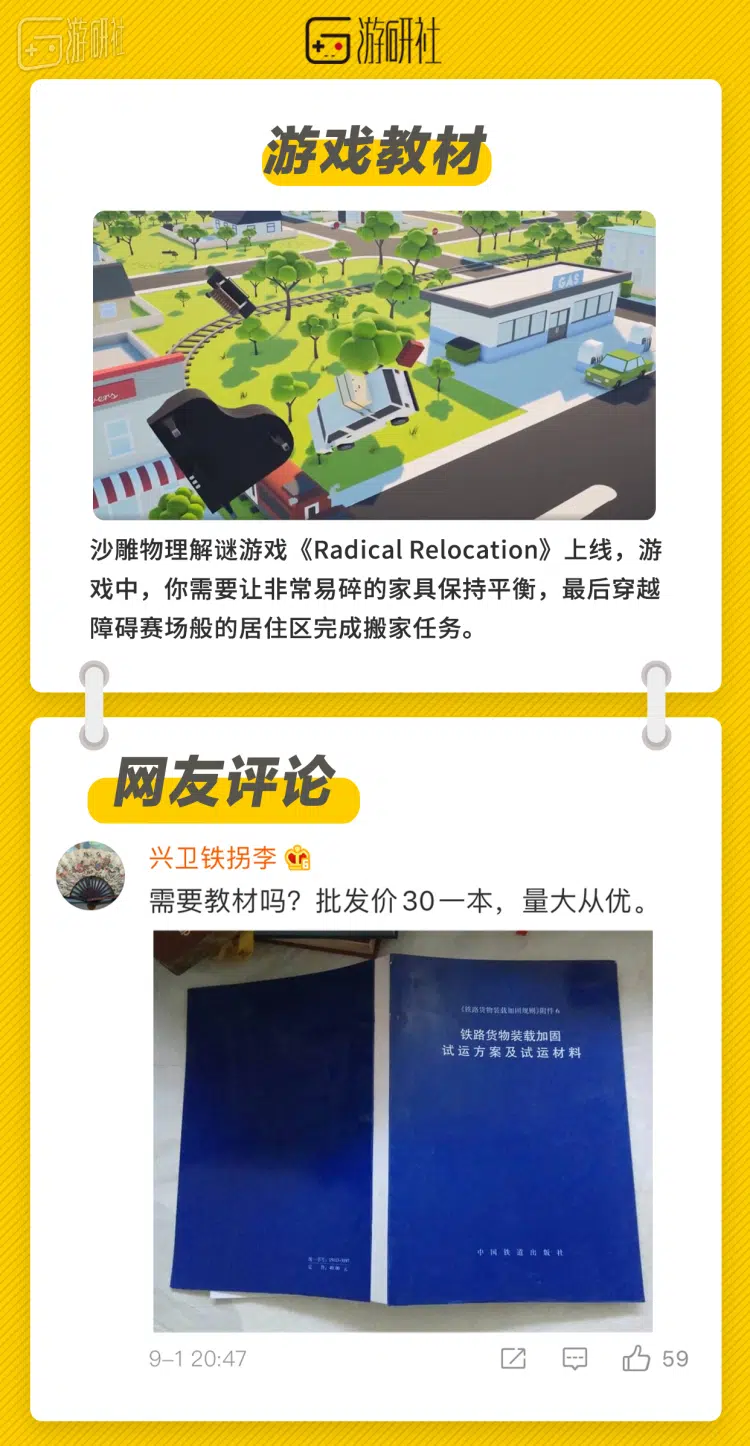 游研社
游研社
游戏教材
GAS
沙雕物理解谜游戏《Radical Relocation》上线，游
戏中，你需要让非常易碎的家具保持平衡，最后穿越
障碍赛场般的居住区完成搬家任务。
网友评论
兴卫铁拐李
需要教材吗？批发价30一本，量大从优。
《铁路货物装载加固规则》附件6
铁路货物装载加固
试运方案及试运材料
中国铁道出版社
9-1 20:47
59